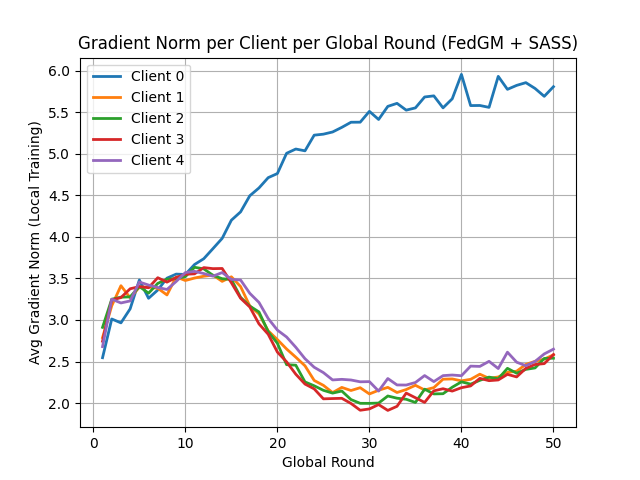 Gradient Norm per Client per Global Round (FedGM + SASS)
Client 0
Client 1
Client 2
Client 3
Client 4
Avg Gradient Norm (Local Training)
6.0
5.5
5.0
4.5
4.0
3.5
3.0
2.5
2.0
0 10 20 30 40 50
Global Round